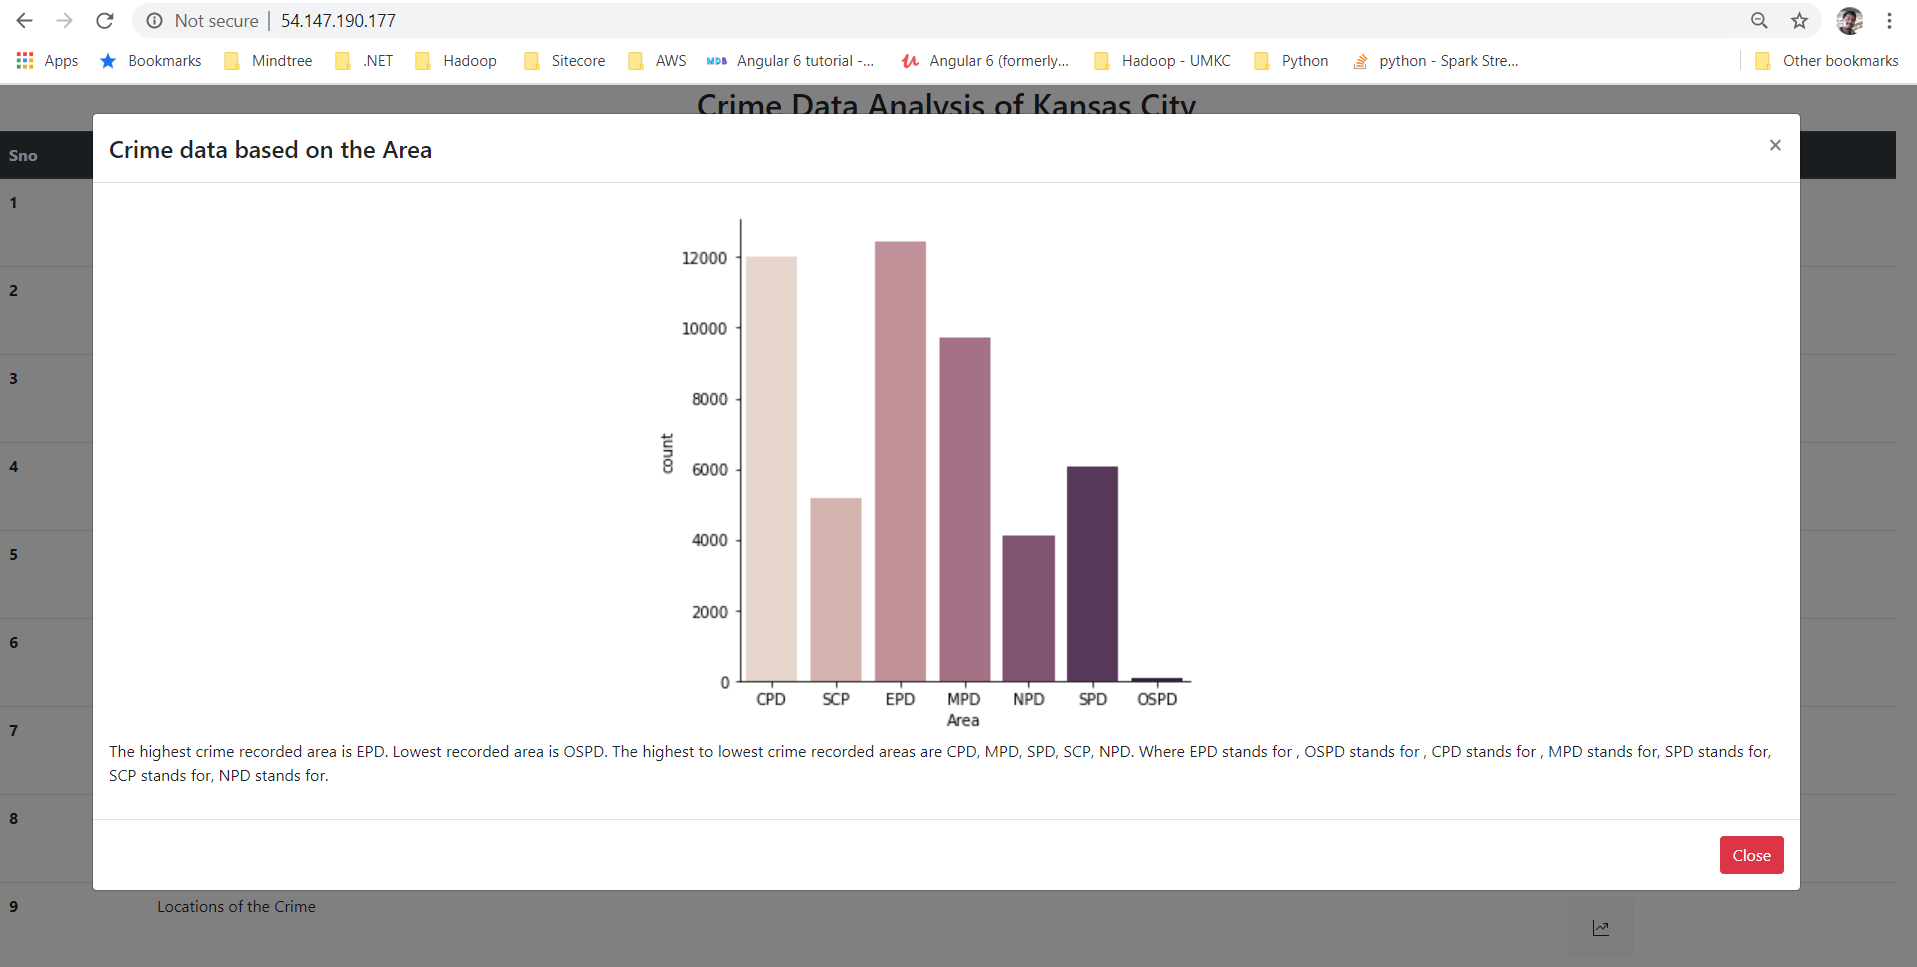 Not secure | 54.147.190.177
Apps Bookmarks Mindtree .NET Hadoop Sitecore AWS MDB Angular 6 tutorial -... Angular 6 (formerly... Hadoop - UMKC Python python - Spark Stre... Other bookmarks
Crime Data Analysis of Kansas City
Crime data based on the Area ×
Sno
1
2
3
4
5
6
7
8
12000
10000
8000
6000
4000
2000
0
count
CPD SCP EPD MPD NPD SPD OSPD
Area
The highest crime recorded area is EPD. Lowest recorded area is OSPD. The highest to lowest crime recorded areas are CPD, MPD, SPD, SCP, NPD. Where EPD stands for , OSPD stands for , CPD stands for , MPD stands for, SPD stands for,
SCP stands for, NPD stands for.
Close
9 Locations of the Crime